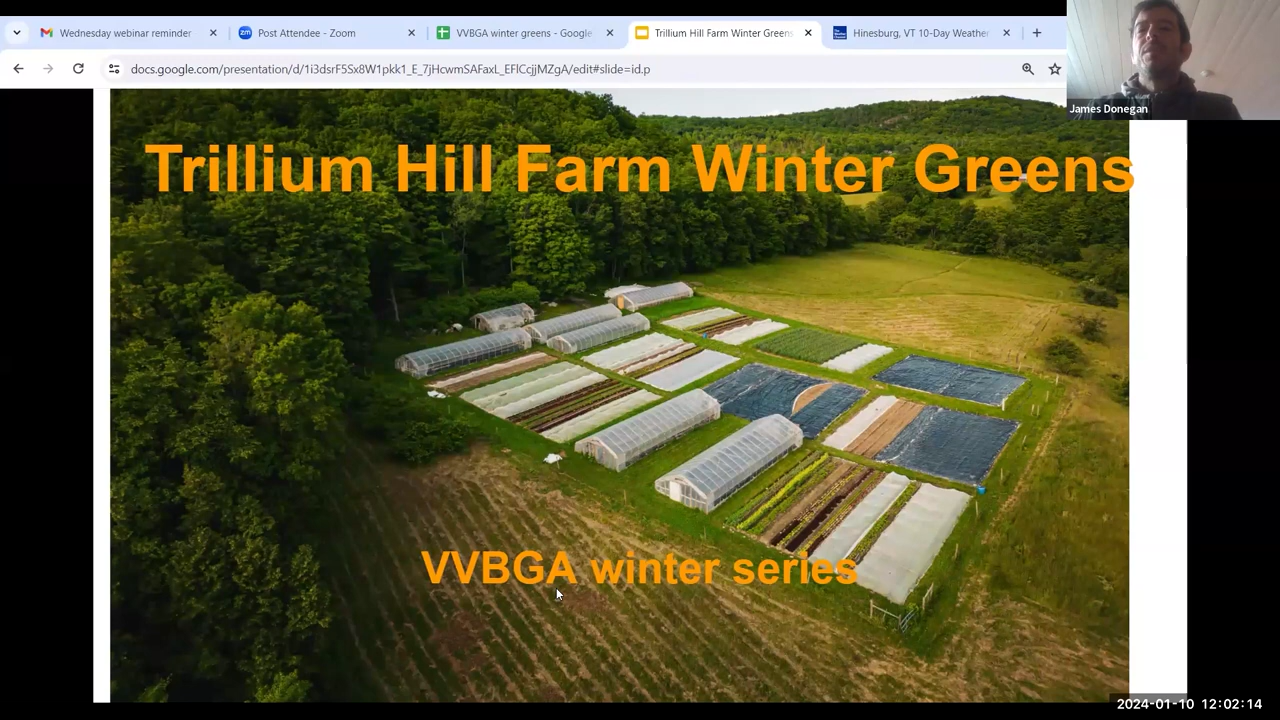 Wednesday webinar reminder
Post Attendee - Zoom
VVBGA winter greens - Google
Trillium Hill Farm Winter Greens
Hinesburg, VT 10-Day Weather
docs.google.com/presentation/d/1i3dsrF5Sx8W1pkk1_E_7jHcwmSAFaxL_EFlCcjjMZgA/edit#slide=id.p
James Donegan
Trillium Hill Farm Winter Greens
VVBGA winter series
2024-01-10 12:02:14